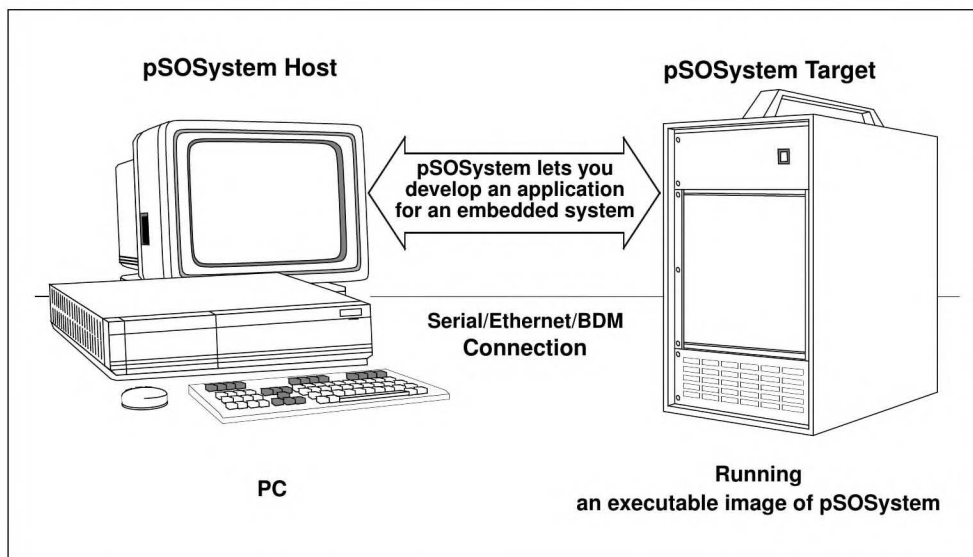 pSOSystem Host
pSOSystem Target
pSOSystem lets you
develop an application
for an embedded system
Serial/Ethernet/BDM
Connection
PC
Running
an executable image of pSOSystem